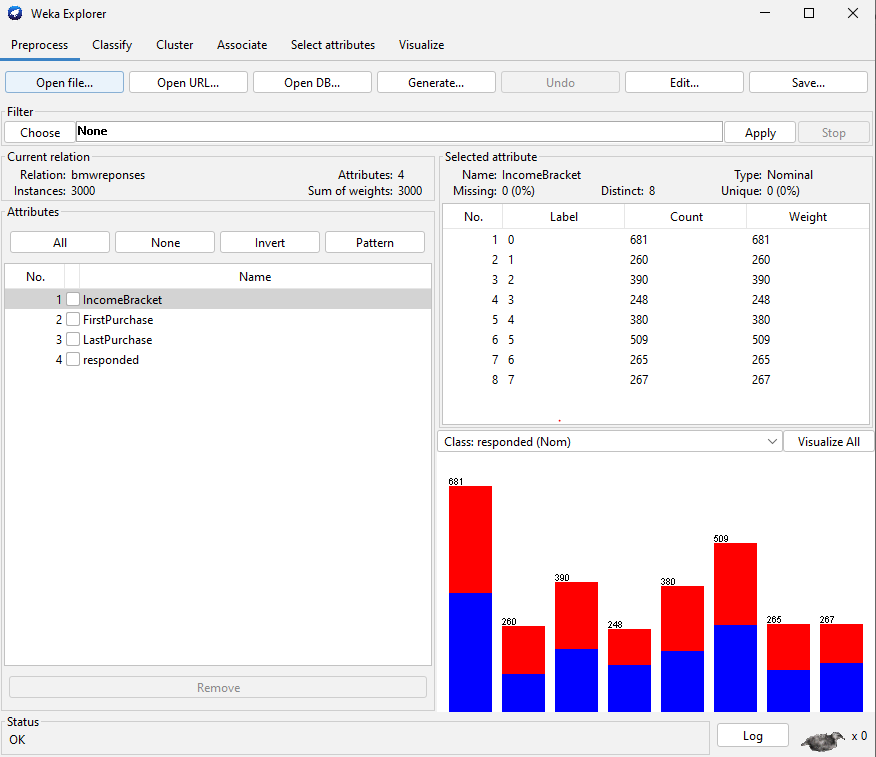 Weka Explorer
Preprocess Classify Cluster Associate Select attributes Visualize
Open file... Open URL... Open DB... Generate... Undo Edit... Save...
Filter
Choose None Apply Stop
Current relation
Relation: bmwreponses Attributes: 4
Instances: 3000 Sum of weights: 3000
Attributes
All None Invert Pattern
No. Name
1 IncomeBracket
2 FirstPurchase
3 LastPurchase
4 responded
Remove
Selected attribute
Name: IncomeBracket Type: Nominal
Missing: 0 (0%) Distinct: 8 Unique: 0 (0%)
No. Label Count Weight
1 0 681 681
2 1 260 260
3 2 390 390
4 3 248 248
5 4 380 380
6 5 509 509
7 6 265 265
8 7 267 267
Class: responded (Nom) Visualize All
681
260
390
248
380
509
265
267
Status
OK
Log x 0